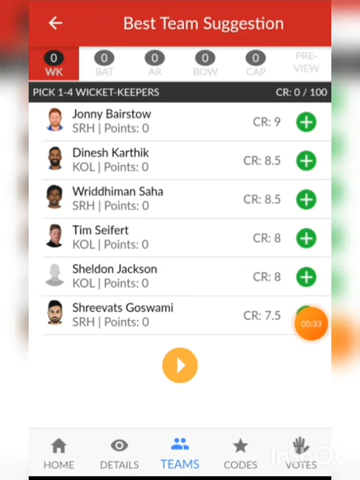 Best Team Suggestion
0 0 0 0 0 PRE-
WK BAT AR BOW CAP VIEW
PICK 1-4 WICKET-KEEPERS CR: 0 / 100
Jonny Bairstow
SRH | Points: 0 CR: 9
Dinesh Karthik
KOL | Points: 0 CR: 8.5
Wriddhiman Saha
SRH | Points: 0 CR: 8.5
Tim Seifert
KOL | Points: 0 CR: 8
Sheldon Jackson
KOL | Points: 0 CR: 8
Shreevats Goswami
SRH | Points: 0 CR: 7.5
00:33
InShOt
HOME DETAILS TEAMS CODES VOTES